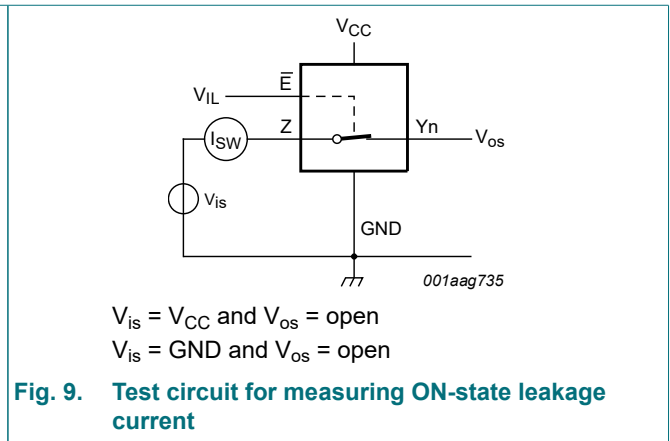 VCC
E̅
VIL
ISW
Z
Yn
Vos
Vis
GND
001aag735
Vis = VCC and Vos = open
Vis = GND and Vos = open
Fig. 9. Test circuit for measuring ON-state leakage
current